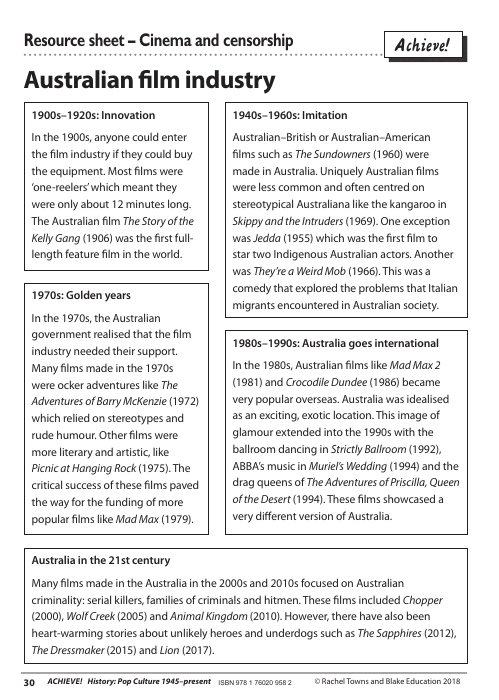 Resource sheet – Cinema and censorship
Achieve!
Australian film industry
1900s–1920s: Innovation
In the 1900s, anyone could enter
the film industry if they could buy
the equipment. Most films were
‘one-reelers’ which meant they
were only about 12 minutes long.
The Australian film The Story of the
Kelly Gang (1906) was the first full-
length feature film in the world.
1970s: Golden years
In the 1970s, the Australian
government realised that the film
industry needed their support.
Many films made in the 1970s
were ocker adventures like The
Adventures of Barry McKenzie (1972)
which relied on stereotypes and
rude humour. Other films were
more literary and artistic, like
Picnic at Hanging Rock (1975). The
critical success of these films paved
the way for the funding of more
popular films like Mad Max (1979).
1940s–1960s: Imitation
Australian–British or Australian–American
films such as The Sundowners (1960) were
made in Australia. Uniquely Australian films
were less common and often centred on
stereotypical Australiana like the kangaroo in
Skippy and the Intruders (1969). One exception
was Jedda (1955) which was the first film to
star two Indigenous Australian actors. Another
was They’re a Weird Mob (1966). This was a
comedy that explored the problems that Italian
migrants encountered in Australian society.
1980s–1990s: Australia goes international
In the 1980s, Australian films like Mad Max 2
(1981) and Crocodile Dundee (1986) became
very popular overseas. Australia was idealised
as an exciting, exotic location. This image of
glamour extended into the 1990s with the
ballroom dancing in Strictly Ballroom (1992),
ABBA’s music in Muriel’s Wedding (1994) and the
drag queens of The Adventures of Priscilla, Queen
of the Desert (1994). These films showcased a
very different version of Australia.
Australia in the 21st century
Many films made in the Australia in the 2000s and 2010s focused on Australian
criminality: serial killers, families of criminals and hitmen. These films included Chopper
(2000), Wolf Creek (2005) and Animal Kingdom (2010). However, there have also been
heart-warming stories about unlikely heroes and underdogs such as The Sapphires (2012),
The Dressmaker (2015) and Lion (2017).
30 ACHIEVE! History: Pop Culture 1945–present ISBN 978 1 76020 958 2 © Rachel Towns and Blake Education 2018